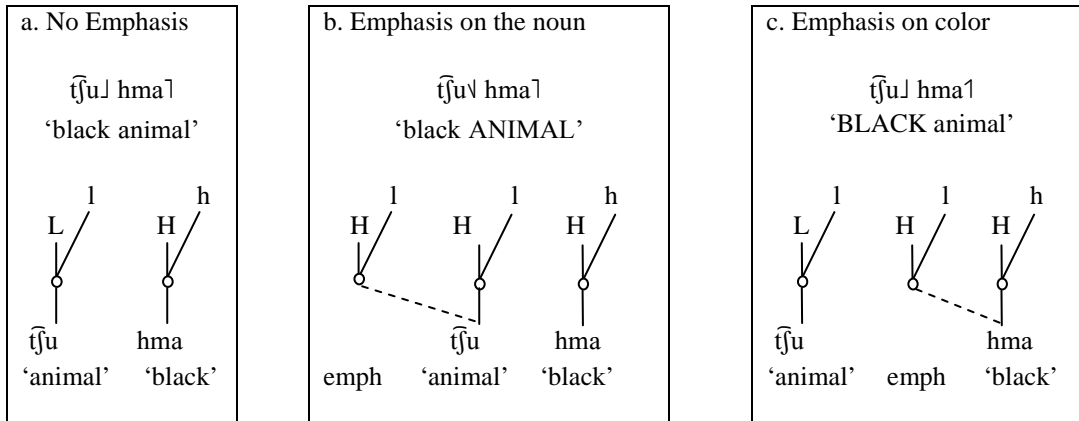 a. No Emphasis
t͡ʃu˩ hma˥
‘black animal’
l h
L H
t͡ʃu hma
‘animal’ ‘black’
b. Emphasis on the noun
t͡ʃu˥˩ hma˥
‘black ANIMAL’
l l h
H H H
t͡ʃu hma
emph ‘animal’ ‘black’
c. Emphasis on color
t͡ʃu˩ hma˦˥
‘BLACK animal’
l l h
L H H
t͡ʃu hma
‘animal’ emph ‘black’